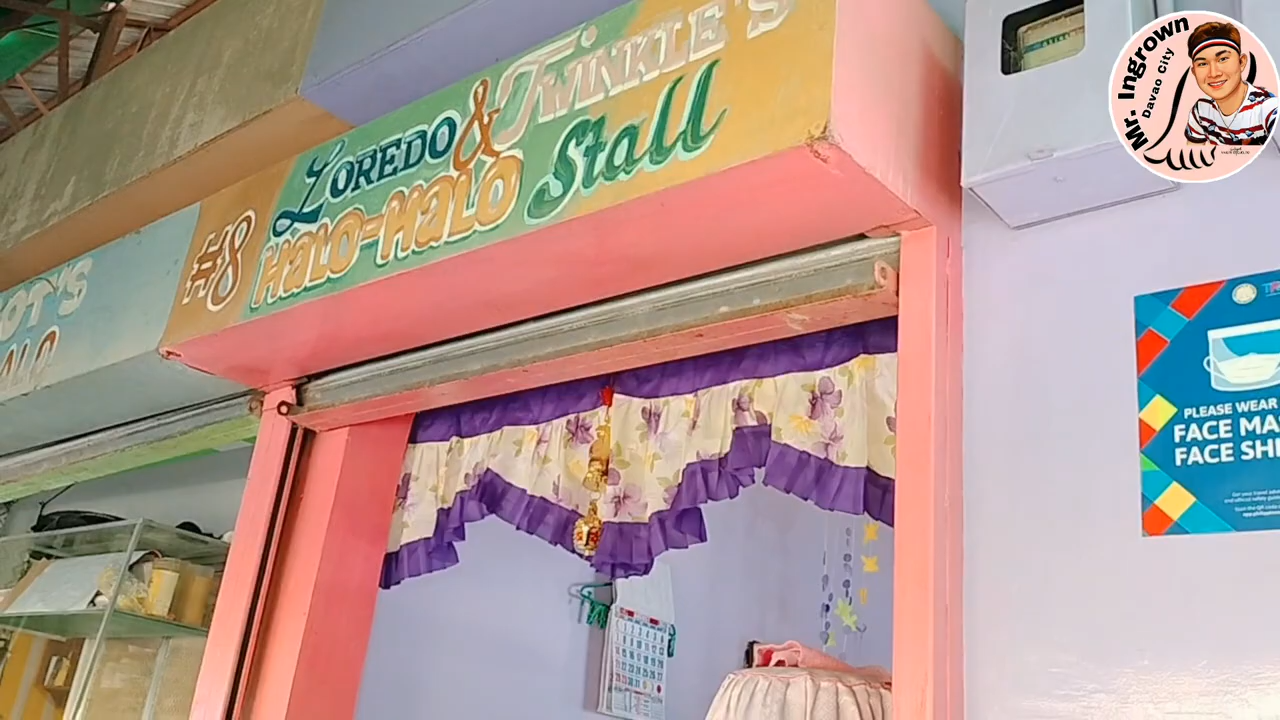 #8 LOREDO & TWINKLE'S
HALO-HALO Stall
Mr. Ingrown
Davao City
PLEASE WEAR
FACE MA
FACE SHI